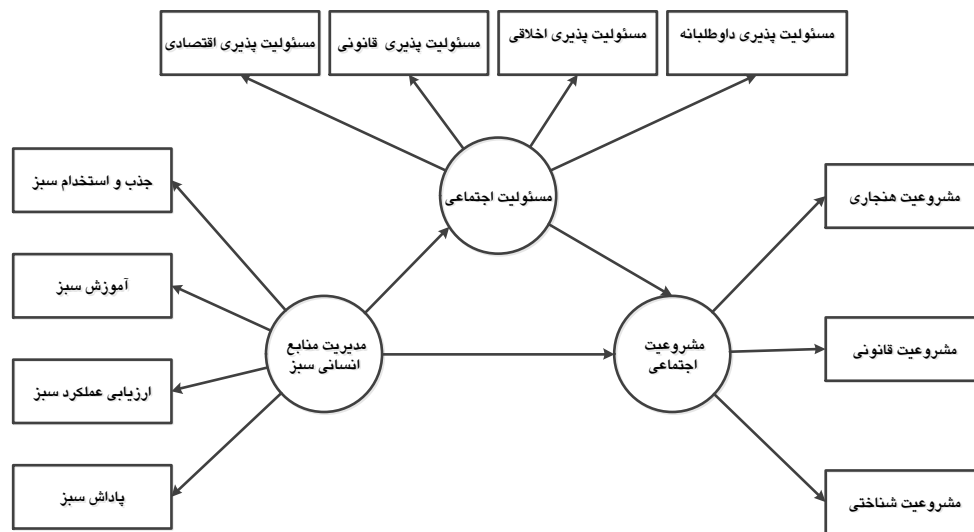 مسئولیت پذیری داوطلبانه
مسئولیت پذیری اخلاقی
مسئولیت پذیری قانونی
مسئولیت پذیری اقتصادی
مسئولیت اجتماعی
مشروعیت هنجاری
مشروعیت قانونی
مشروعیت شناختی
مشروعیت
اجتماعی
مدیریت منابع
انسانی سبز
جذب و استخدام سبز
آموزش سبز
ارزیابی عملکرد سبز
پاداش سبز